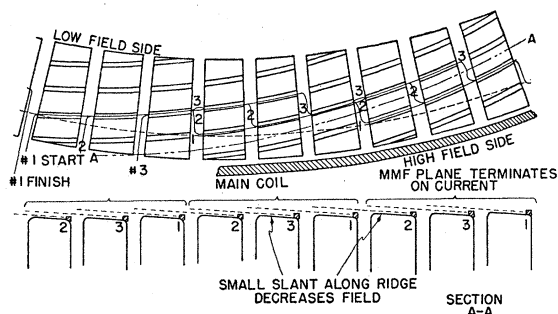 LOW FIELD SIDE
A
3
3
3
2
2
2
3
2
2
1
#1 START A
#1 FINISH
#3
MAIN COIL
HIGH FIELD SIDE
MMF PLANE TERMINATES
ON CURRENT
2 3 1 2 3 1 2 3 1
SMALL SLANT ALONG RIDGE
DECREASES FIELD
SECTION
A-A